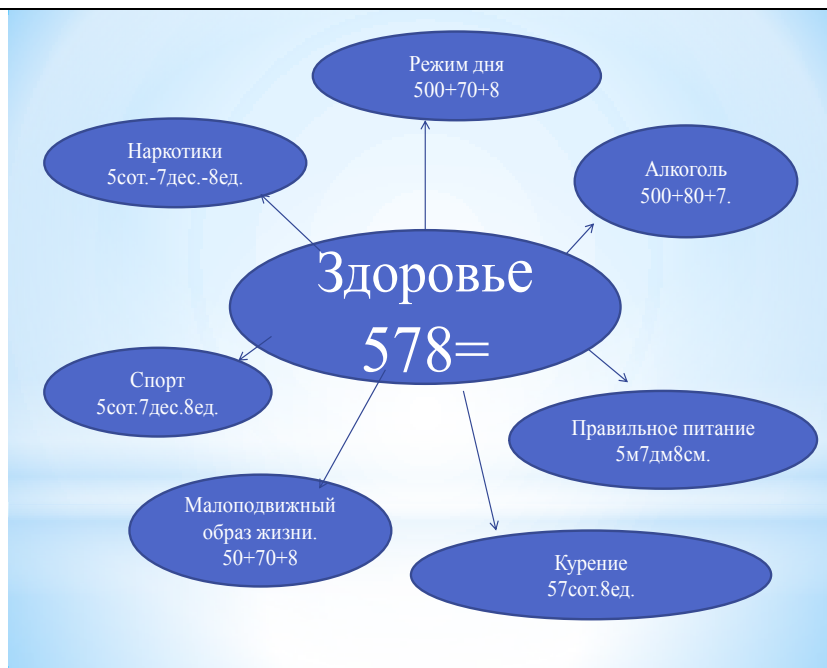 Режим дня
500+70+8
Наркотики
5сот.-7дес.-8ед.
Алкоголь
500+80+7.
Здоровье
578=
Спорт
5сот.7дес.8ед.
Правильное питание
5м7дм8см.
Малоподвижный
образ жизни.
50+70+8
Курение
57сот.8ед.